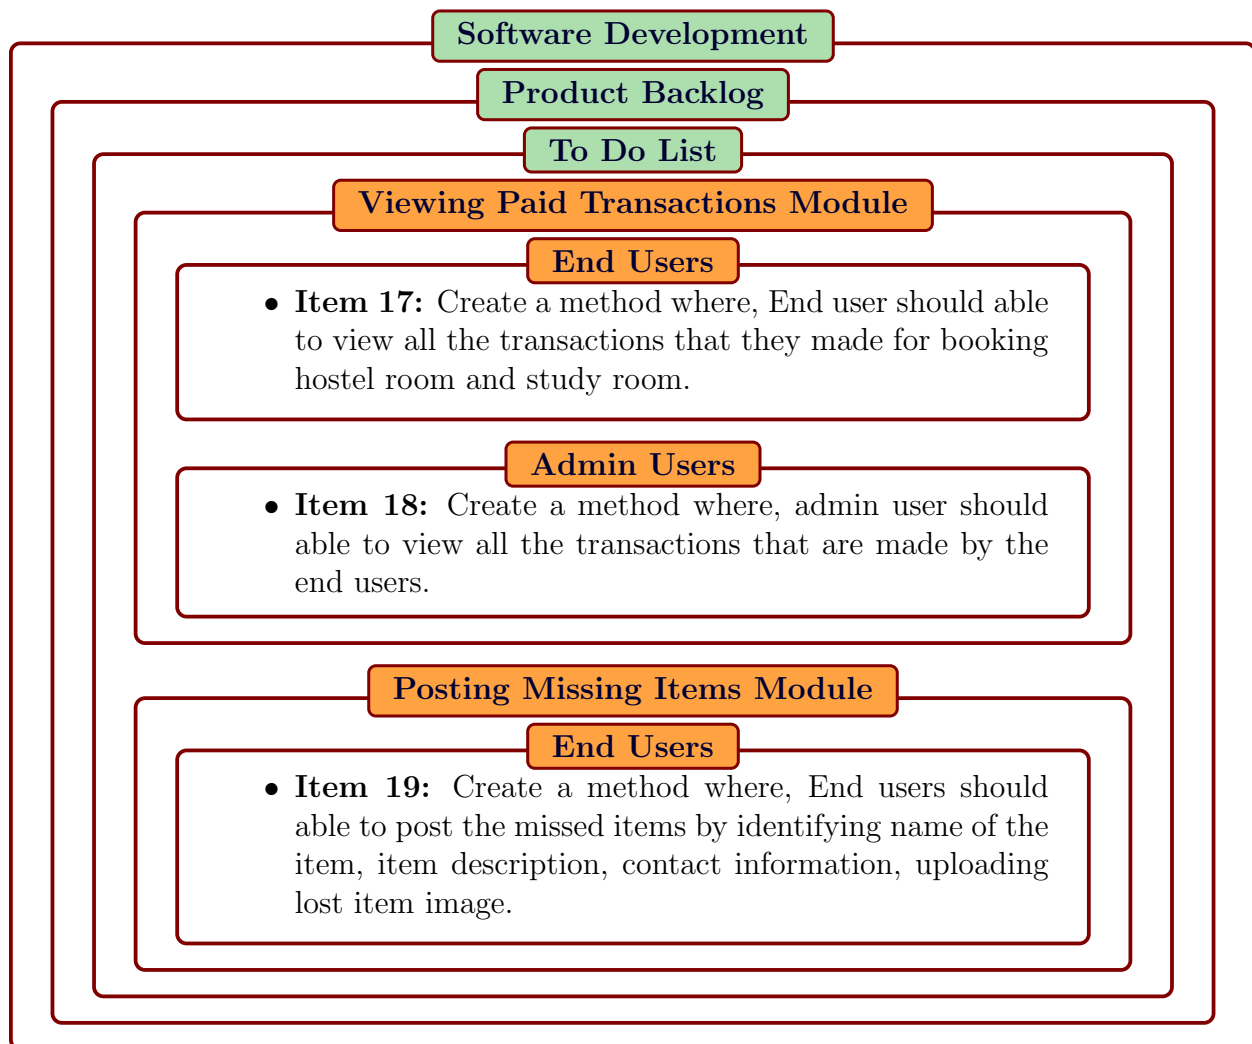 Software Development
Product Backlog
To Do List
Viewing Paid Transactions Module
End Users
• Item 17: Create a method where, End user should able
to view all the transactions that they made for booking
hostel room and study room.
Admin Users
• Item 18: Create a method where, admin user should
able to view all the transactions that are made by the
end users.
Posting Missing Items Module
End Users
• Item 19: Create a method where, End users should
able to post the missed items by identifying name of the
item, item description, contact information, uploading
lost item image.